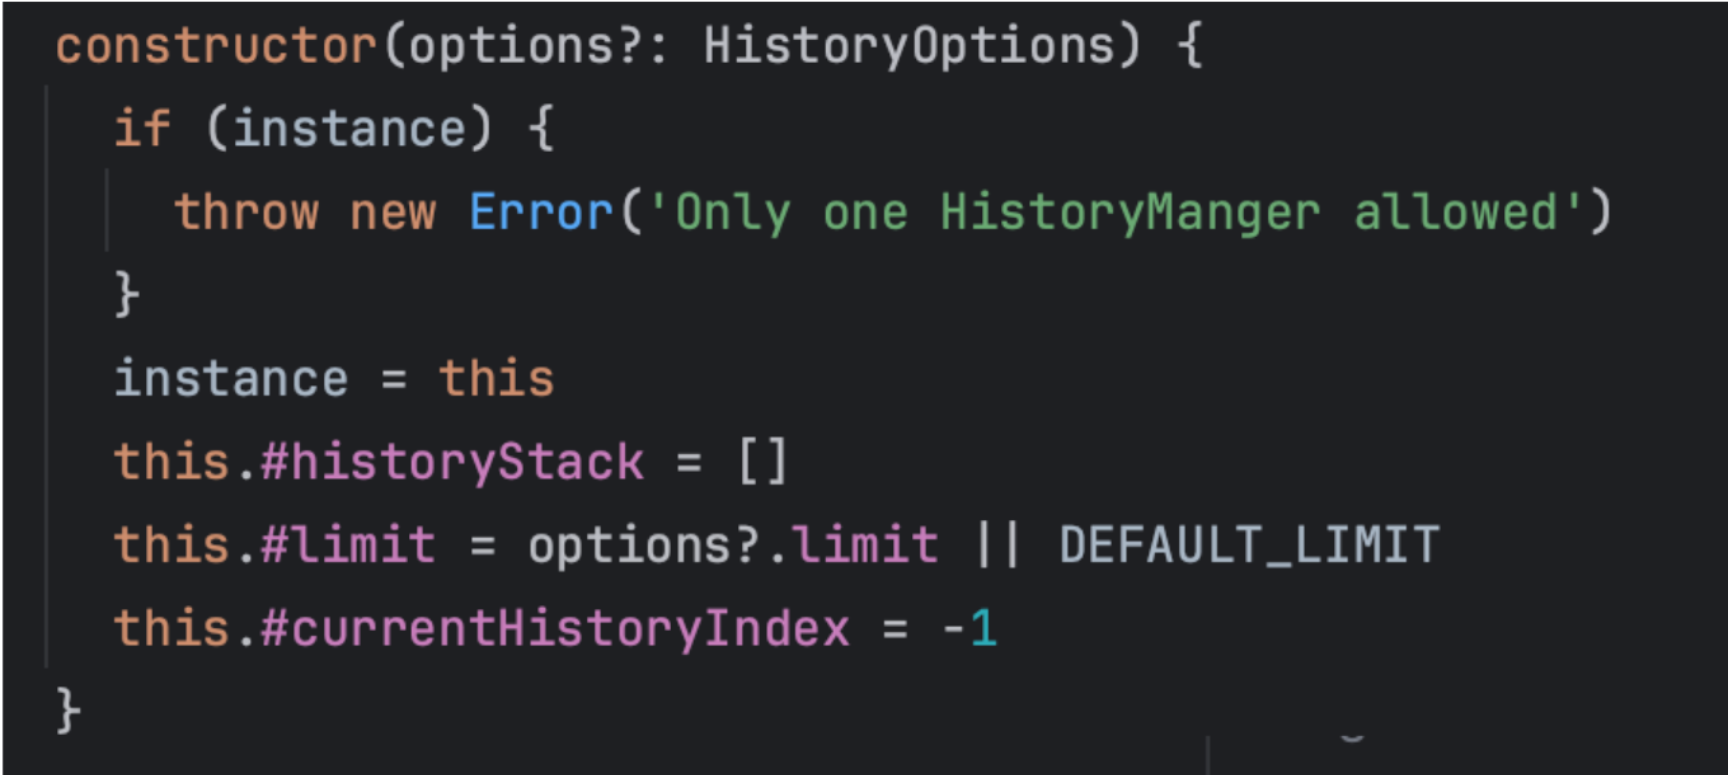 constructor(options?: HistoryOptions) {
if (instance) {
throw new Error('Only one HistoryManger allowed')
}
instance = this
this.#historyStack = []
this.#limit = options?.limit || DEFAULT_LIMIT
this.#currentHistoryIndex = -1
}